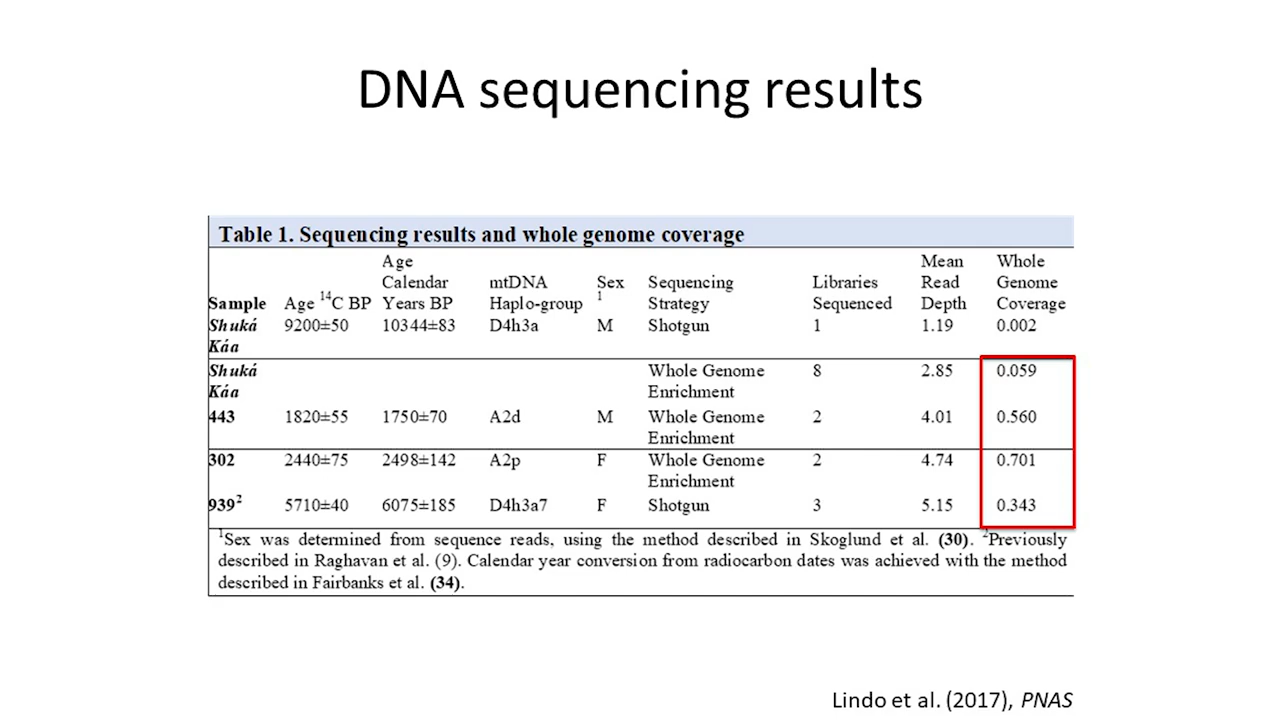 DNA sequencing results
Table 1. Sequencing results and whole genome coverage
Sample Age ¹⁴C BP Age Calendar Years BP mtDNA Haplo-group Sex ¹ Sequencing Strategy Libraries Sequenced Mean Read Depth Whole Genome Coverage
Shuká Káa 9200±50 10344±83 D4h3a M Shotgun 1 1.19 0.002
Shuká Káa Whole Genome Enrichment 8 2.85 0.059
443 1820±55 1750±70 A2d M Whole Genome Enrichment 2 4.01 0.560
302 2440±75 2498±142 A2p F Whole Genome Enrichment 2 4.74 0.701
939² 5710±40 6075±185 D4h3a7 F Shotgun 3 5.15 0.343
¹Sex was determined from sequence reads, using the method described in Skoglund et al. (30). ²Previously
described in Raghavan et al. (9). Calendar year conversion from radiocarbon dates was achieved with the method
described in Fairbanks et al. (34).
Lindo et al. (2017), PNAS